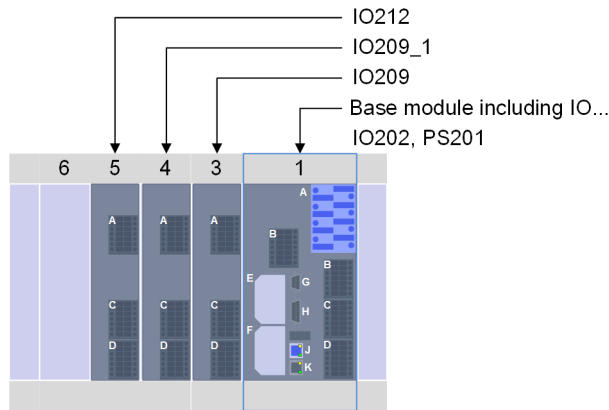 IO212
IO209_1
IO209
Base module including IO...
IO202, PS201
6 5 4 3 1
A A A A
B
B
E G
C C C H C
F
D D D J D
K